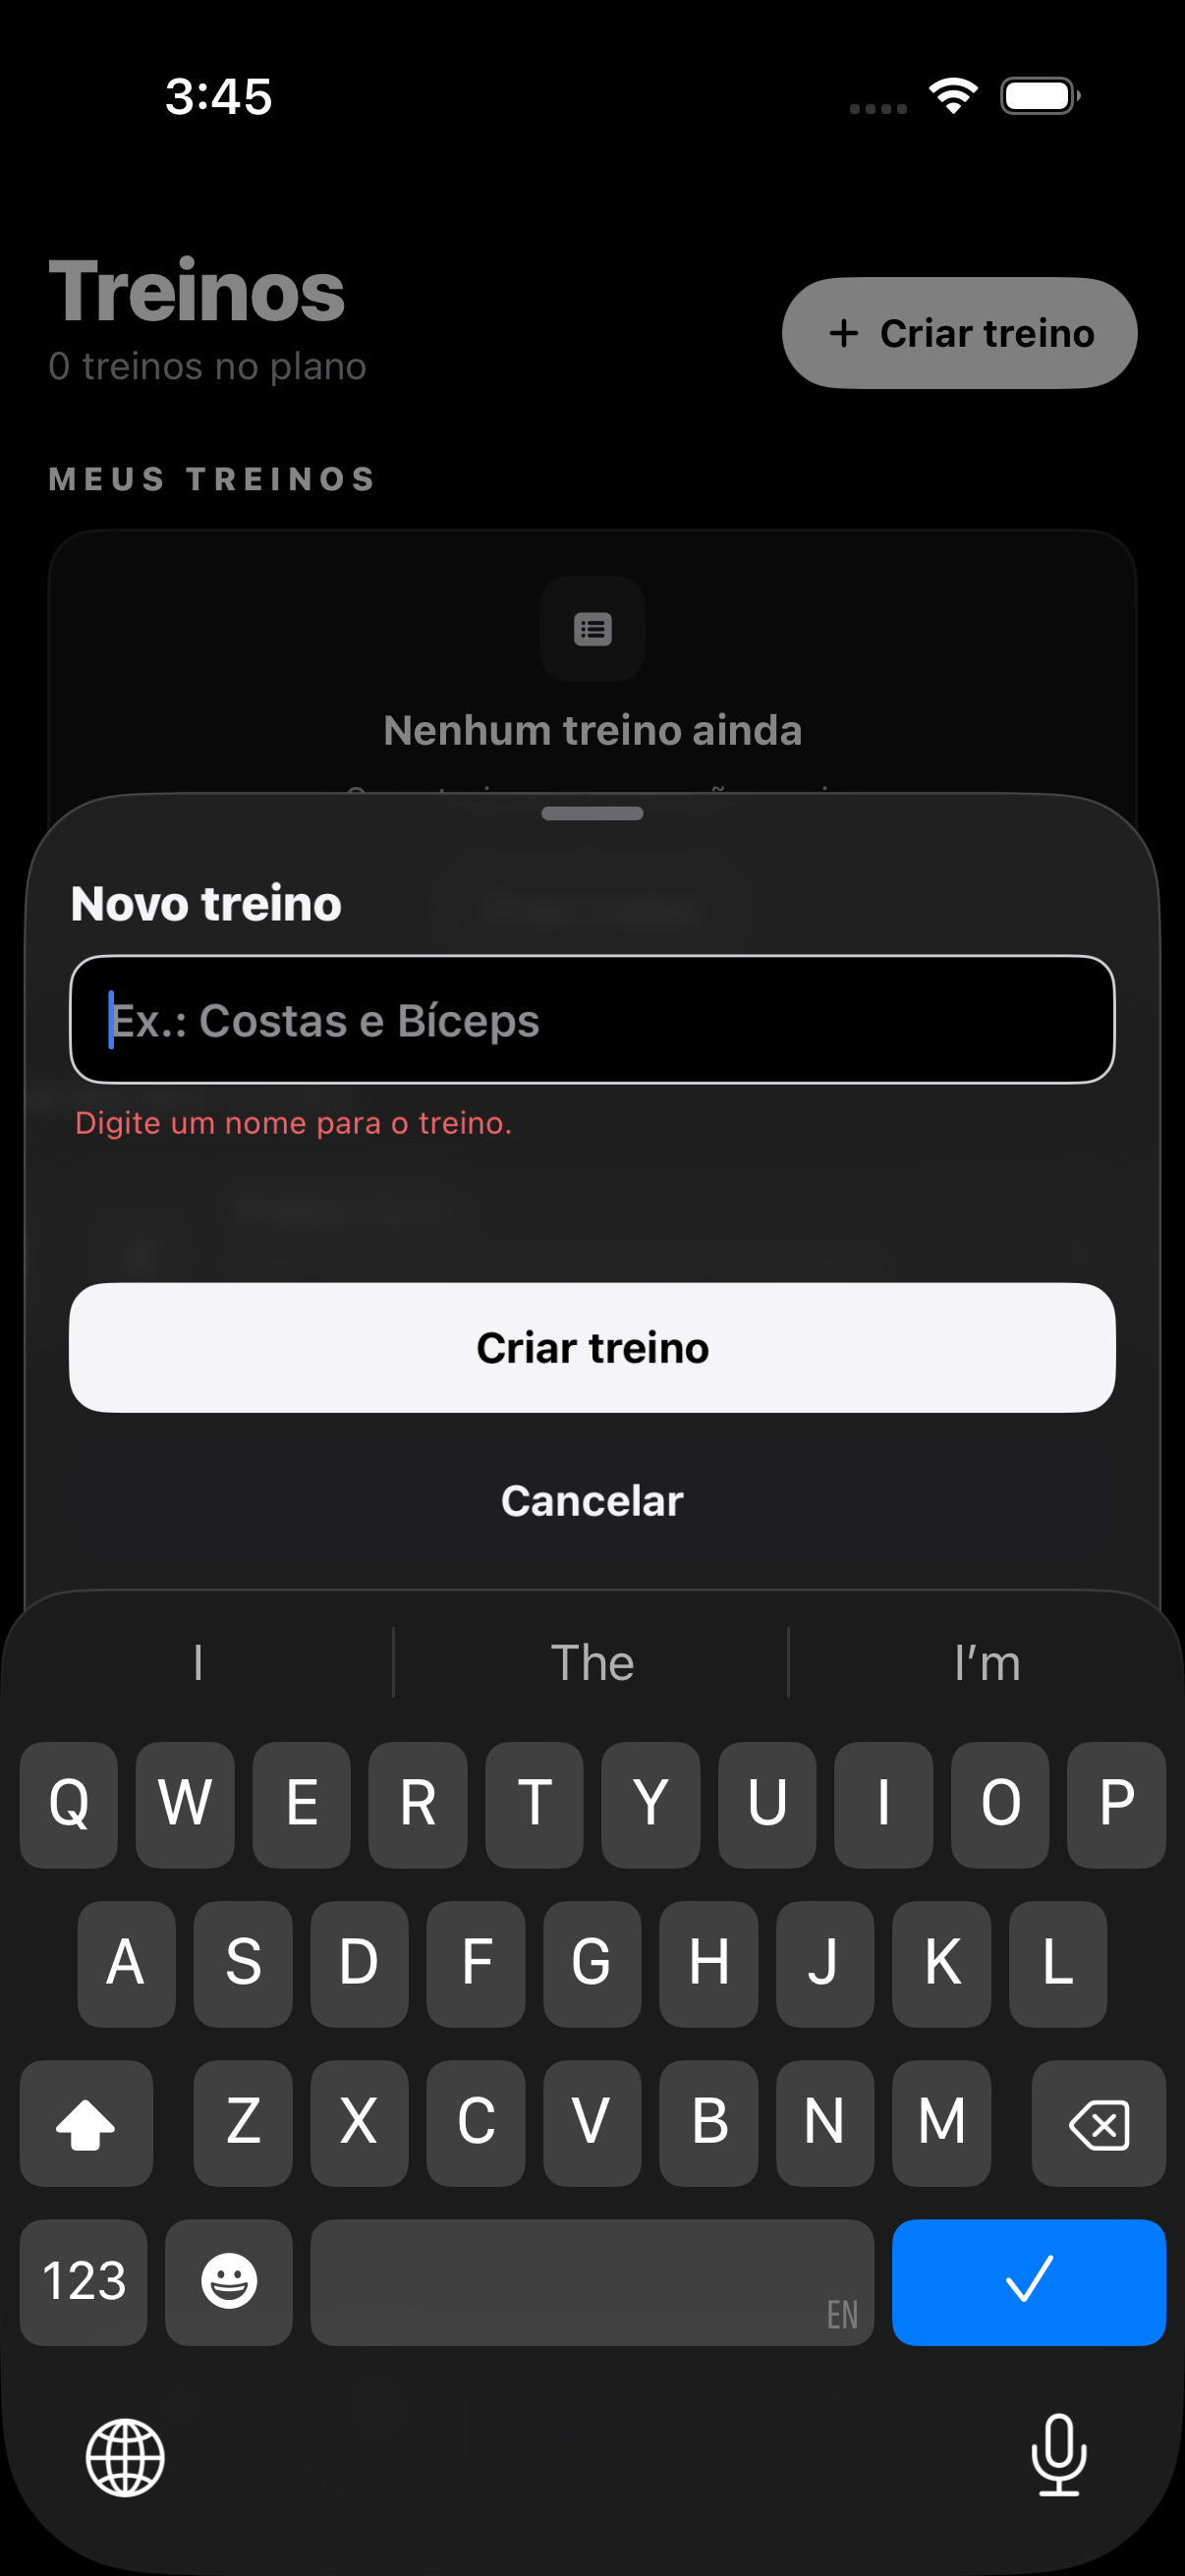 3:45
Treinos
0 treinos no plano
+ Criar treino
MEUS TREINOS
Nenhum treino ainda
Novo treino
Ex.: Costas e Bíceps
Digite um nome para o treino.
Criar treino
Cancelar
I The I’m
Q W E R T Y U I O P
A S D F G H J K L
Z X C V B N M
123 EN